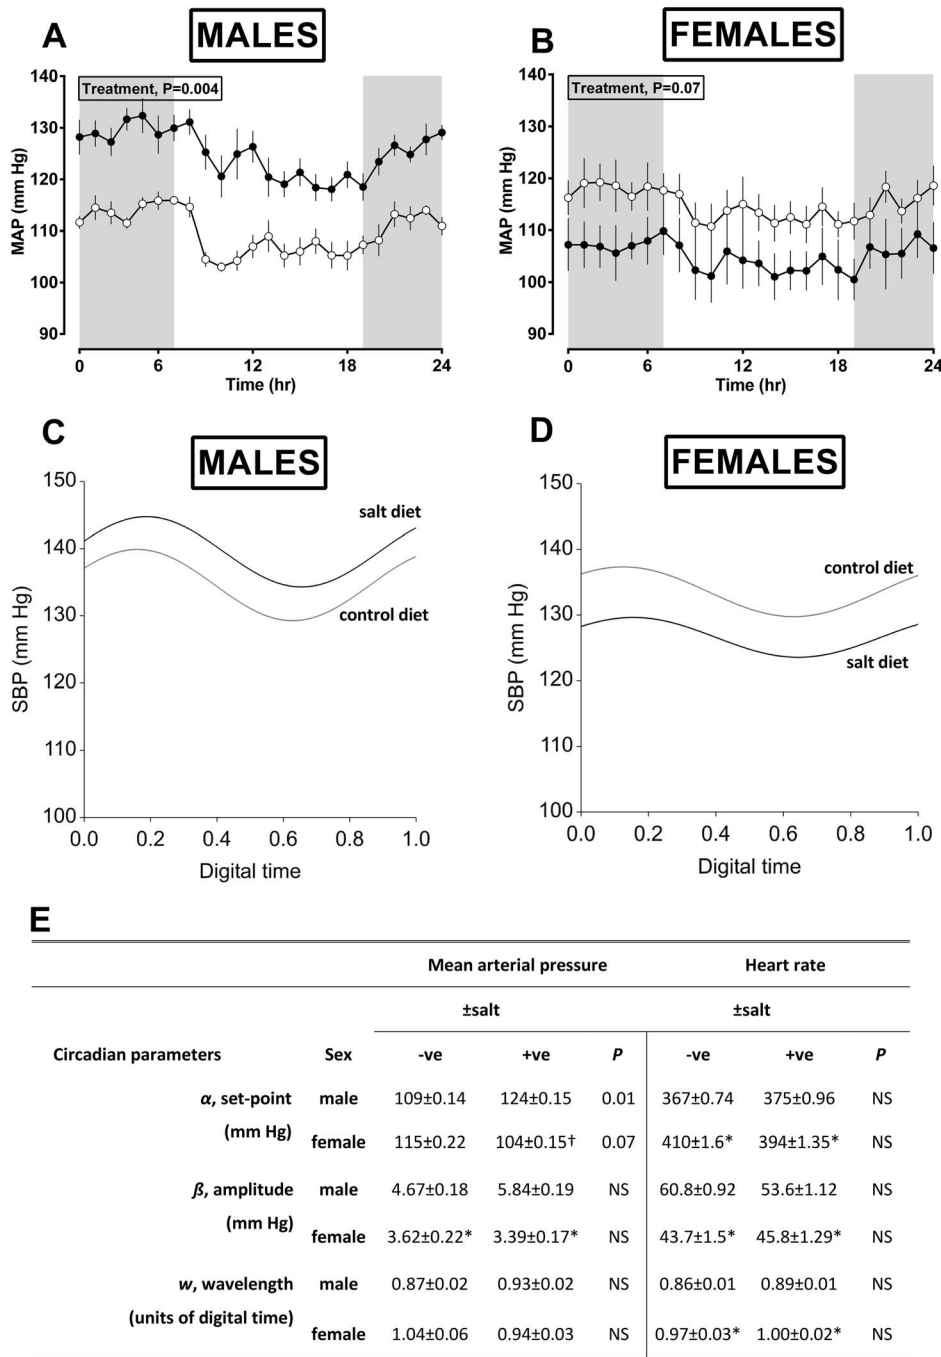 A
MALES
Treatment, P=0.004
MAP (mm Hg)
140
130
120
110
100
90
0
6
12
18
24
Time (hr)
B
FEMALES
Treatment, P=0.07
MAP (mm Hg)
140
130
120
110
100
90
0
6
12
18
24
Time (hr)
C
MALES
SBP (mm Hg)
150
140
130
120
110
100
salt diet
control diet
0.0 0.2 0.4 0.6 0.8 1.0
Digital time
D
FEMALES
SBP (mm Hg)
150
140
130
120
110
100
control diet
salt diet
0.0 0.2 0.4 0.6 0.8 1.0
Digital time
E
Mean arterial pressure Heart rate
±salt ±salt
Circadian parameters Sex -ve +ve P -ve +ve P
α, set-point male 109±0.14 124±0.15 0.01 367±0.74 375±0.96 NS
(mm Hg) female 115±0.22 104±0.15† 0.07 410±1.6* 394±1.35* NS
ß, amplitude male 4.67±0.18 5.84±0.19 NS 60.8±0.92 53.6±1.12 NS
(mm Hg) female 3.62±0.22* 3.39±0.17* NS 43.7±1.5* 45.8±1.29* NS
w, wavelength male 0.87±0.02 0.93±0.02 NS 0.86±0.01 0.89±0.01 NS
(units of digital time) female 1.04±0.06 0.94±0.03 NS 0.97±0.03* 1.00±0.02* NS